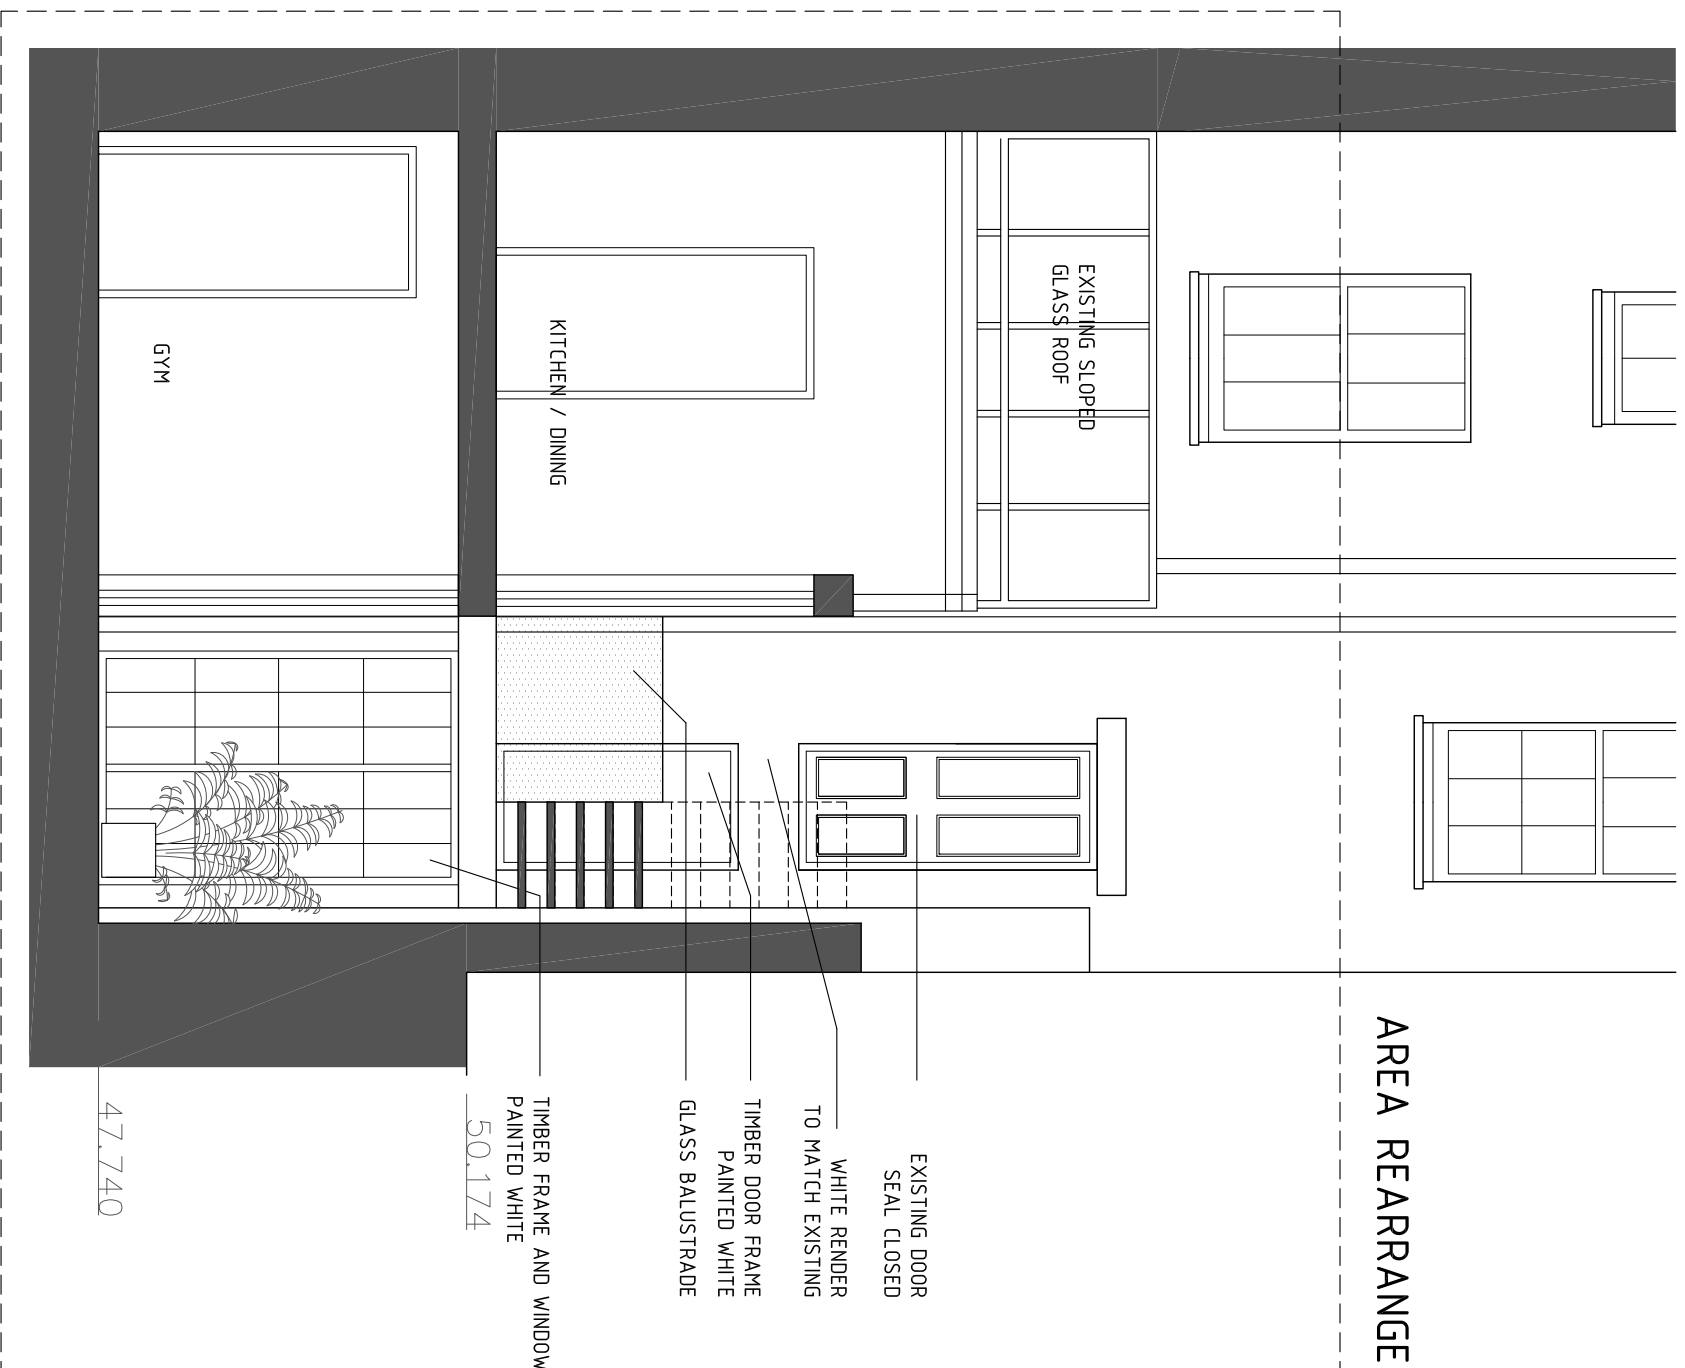 AREA REARRANGE
EXISTING SLOPED
GLASS ROOF
EXISTING DOOR
SEAL CLOSED
WHITE RENDER
TO MATCH EXISTING
TIMBER DOOR FRAME
PAINTED WHITE
GLASS BALUSTRADE
KITCHEN / DINING
TIMBER FRAME AND WINDOW
PAINTED WHITE
50.174
GYM
47.740